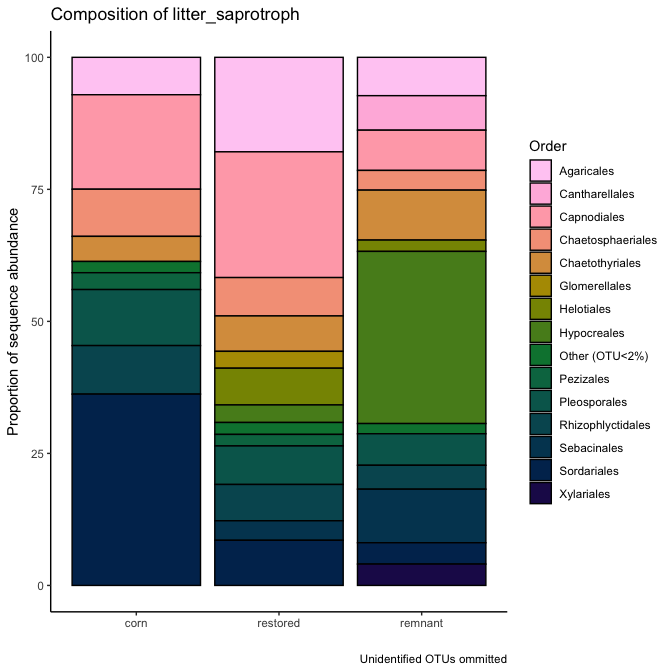 Composition of litter_saprotroph
Proportion of sequence abundance
100
75
50
25
0
corn
restored
remnant
Order
Agaricales
Cantharellales
Capnodiales
Chaetosphaeriales
Chaetothyriales
Glomerellales
Helotiales
Hypocreales
Other (OTU<2%)
Pezizales
Pleosporales
Rhizophlyctidales
Sebacinales
Sordariales
Xylariales
Unidentified OTUs ommitted